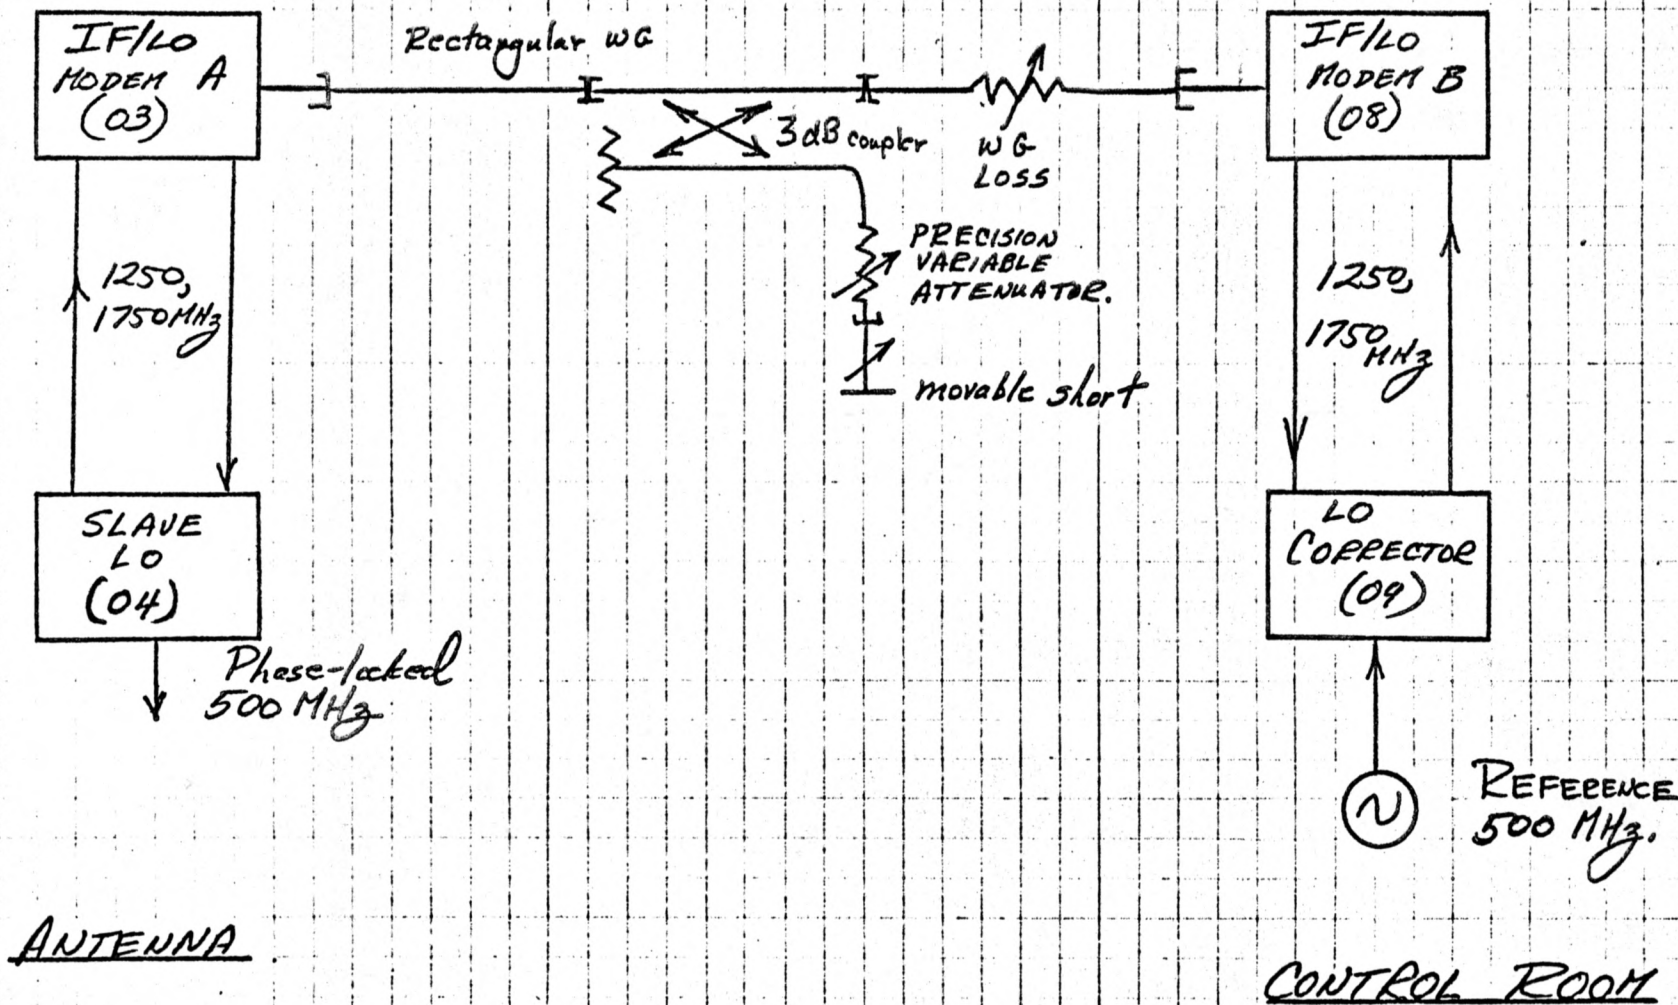 IF/LO
MODEM A
(03)
Rectangular WG
3 dB coupler
WG
LOSS
IF/LO
MODEM B
(08)
PRECISION
VARIABLE
ATTENUATOR.
movable short
1250,
1750 MHz
1250,
1750
MHz
SLAVE
LO
(04)
LO
CORRECTOR
(09)
Phase-locked
500 MHz
REFERENCE
500 MHz.
ANTENNA
CONTROL ROOM